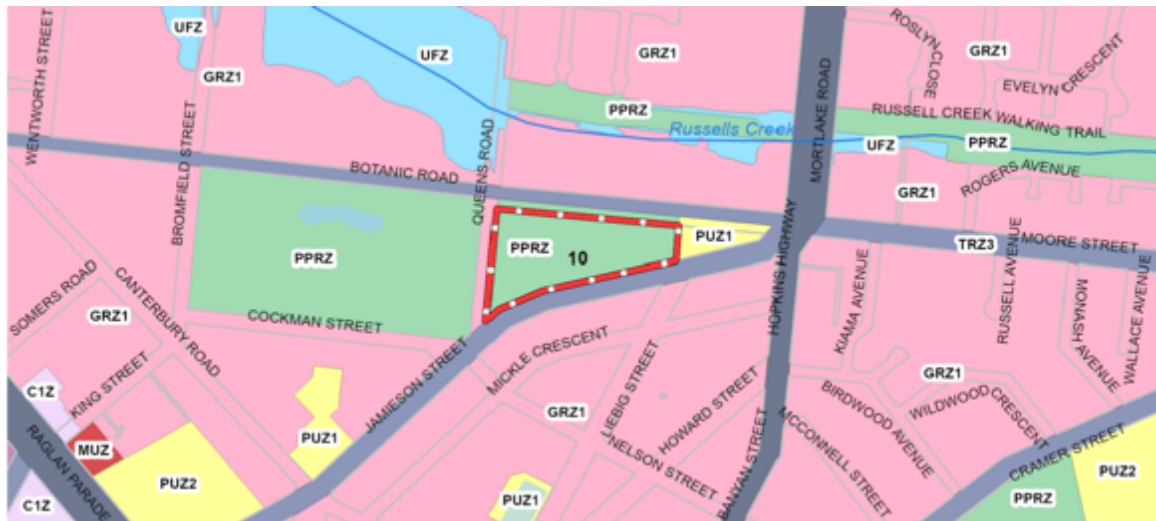 UFZ
UFZ
GRZ1
ROSLYN CLOSE
GRZ1
EVELYN CRESCENT
WENTWORTH STREET
GRZ1
MORTLAKE ROAD
PPRZ
RUSSELL CREEK WALKING TRAIL
Russells Creek
UFZ
PPRZ
BOTANIC ROAD
QUEENS ROAD
BROMFIELD STREET
GRZ1
ROGERS AVENUE
PPRZ
PPRZ
10
PUZ1
HOPKINS HIGHWAY
TRZ3
MOORE STREET
SOMERS ROAD
CANTERBURY ROAD
GRZ1
COCKMAN STREET
KIAMA AVENUE
RUSSELL AVENUE
MONASH AVENUE
WALLACE AVENUE
JAMIESON STREET
MICKLE CRESCENT
LIEBIG STREET
C1Z
KING STREET
GRZ1
GRZ1
HOWARD STREET
BIRDWOOD AVENUE
WILDWOOD CRESCENT
MUZ
RAGLAN PARADE
PUZ1
NELSON STREET
BANYAN STREET
MCCONNELL STREET
CRAMER STREET
PUZ2
PUZ2
C1Z
PUZ1
PPRZ